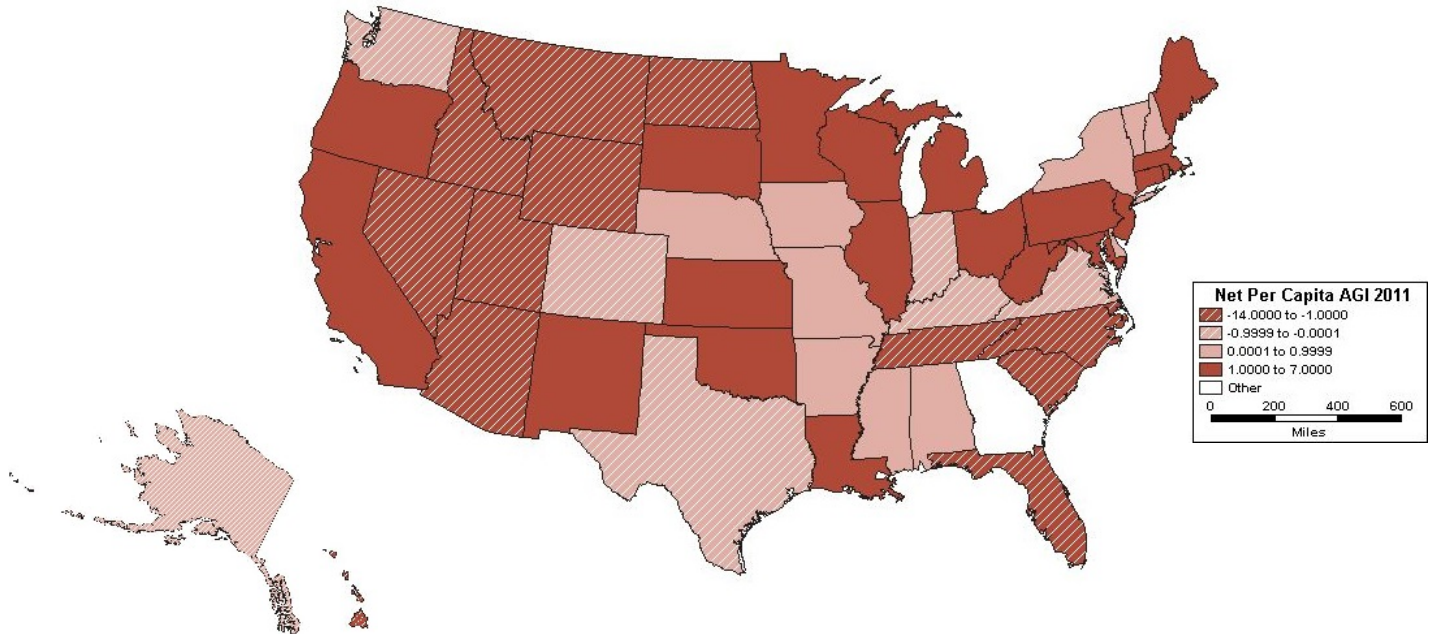 Net Per Capita AGI 2011
-14.0000 to -1.0000
-0.9999 to -0.0001
0.0001 to 0.9999
1.0000 to 7.0000
Other
0 200 400 600
Miles